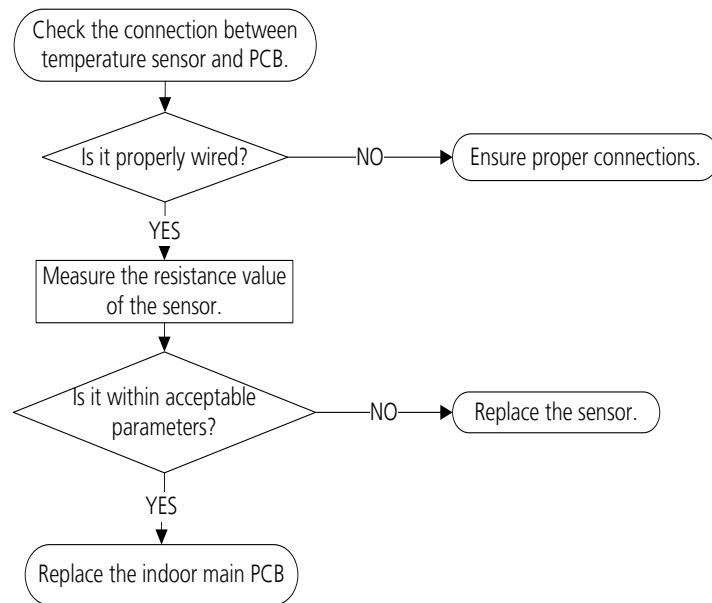 Check the connection between
temperature sensor and PCB.
Is it properly wired?
NO
Ensure proper connections.
YES
Measure the resistance value
of the sensor.
Is it within acceptable
parameters?
NO
Replace the sensor.
YES
Replace the indoor main PCB